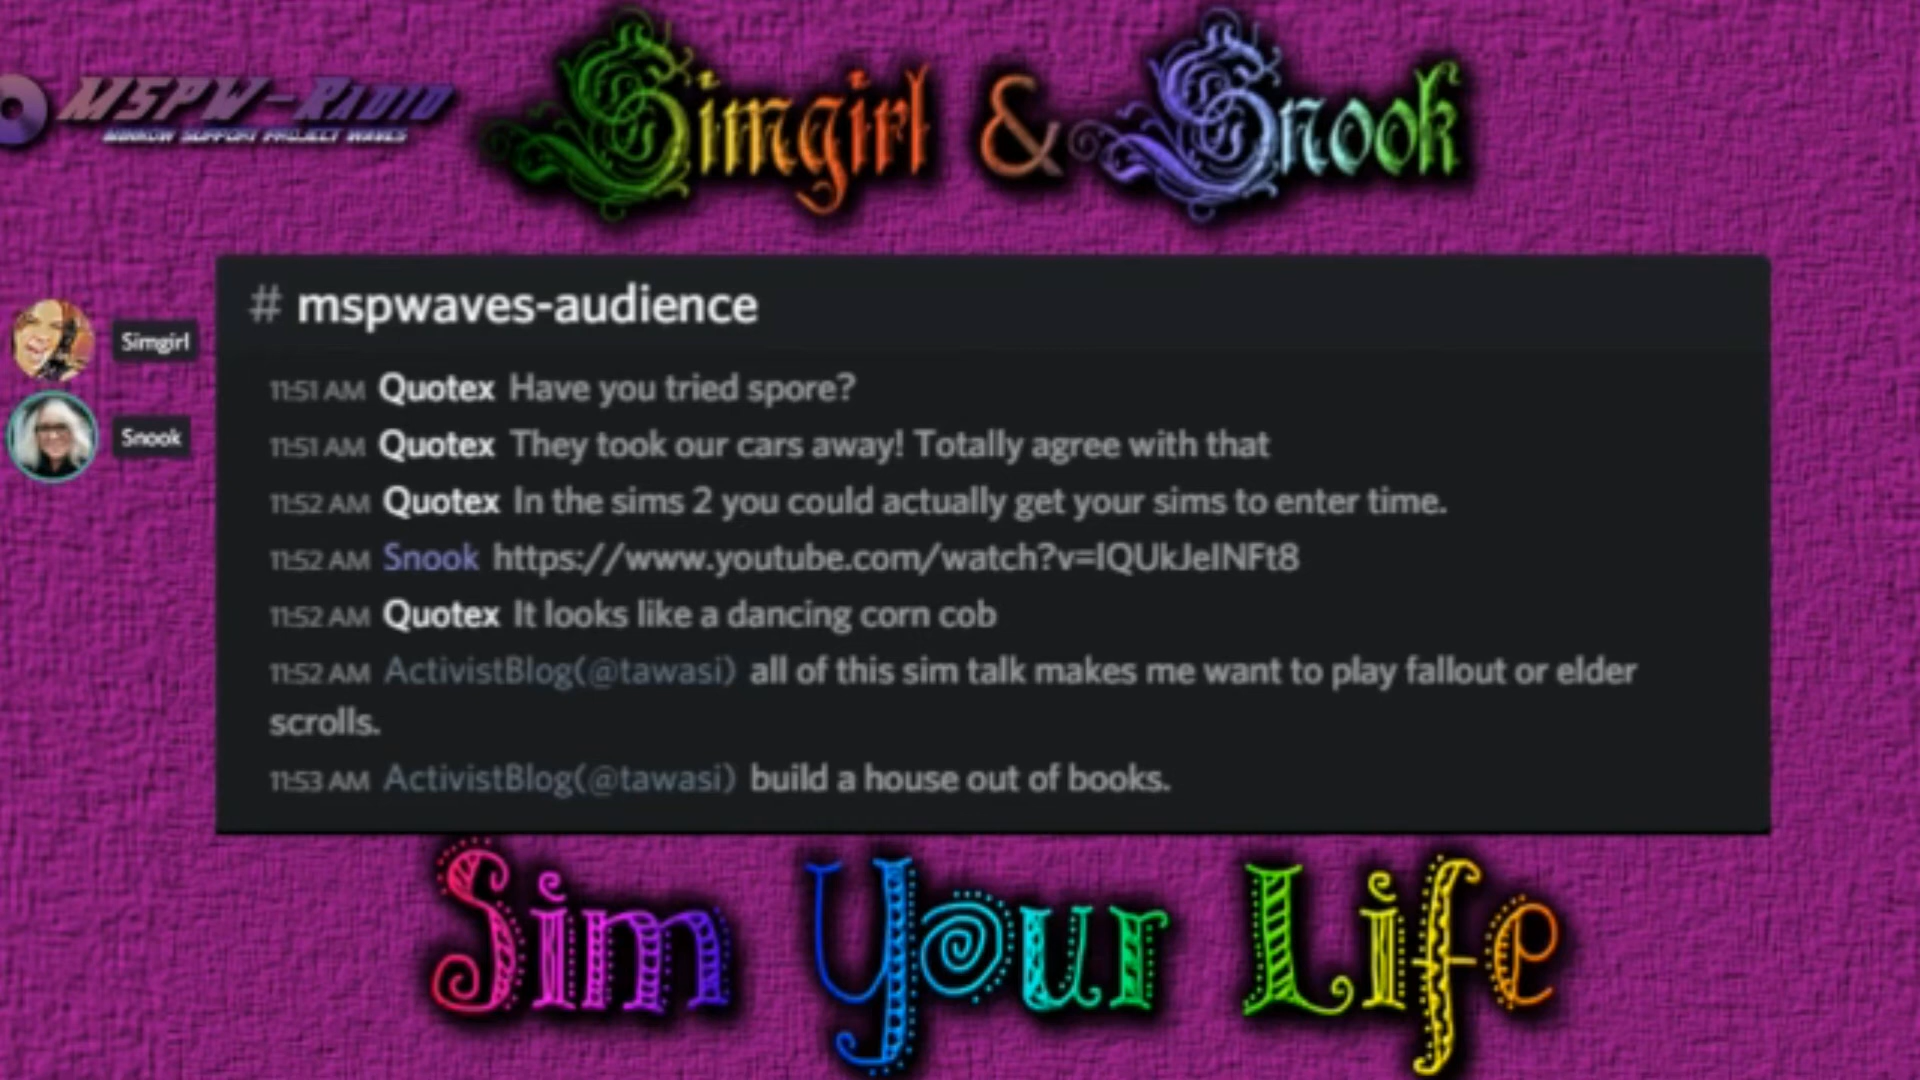 MSPW-Radio
MINNOW SUPPORT PROJECT WAVES
Simgirl & Snook
# mspwaves-audience
Simgirl
Snook
11:51 AM Quotex Have you tried spore?
11:51 AM Quotex They took our cars away! Totally agree with that
11:52 AM Quotex In the sims 2 you could actually get your sims to enter time.
11:52 AM Snook https://www.youtube.com/watch?v=lQUkJeINFt8
11:52 AM Quotex It looks like a dancing corn cob
11:52 AM ActivistBlog(@tawasi) all of this sim talk makes me want to play fallout or elder
scrolls.
11:53 AM ActivistBlog(@tawasi) build a house out of books.
Sim Your Life